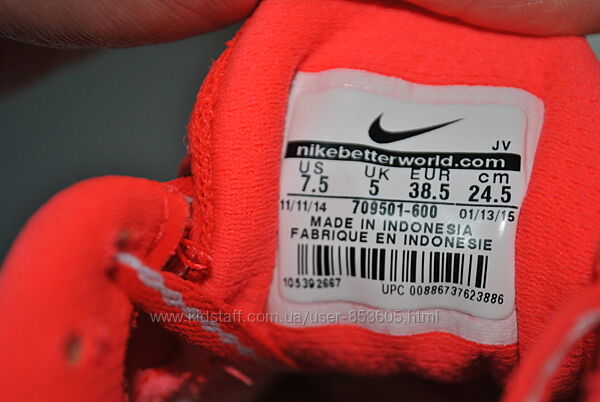 JV
nikebetterworld.com
US UK EUR cm
7.5 5 38.5 24.5
11/11/14 709501-600 01/13/15
MADE IN INDONESIA
FABRIQUE EN INDONESIE
105392667
UPC 00886737623886
www.kidstaff.com.ua/user-853605.html